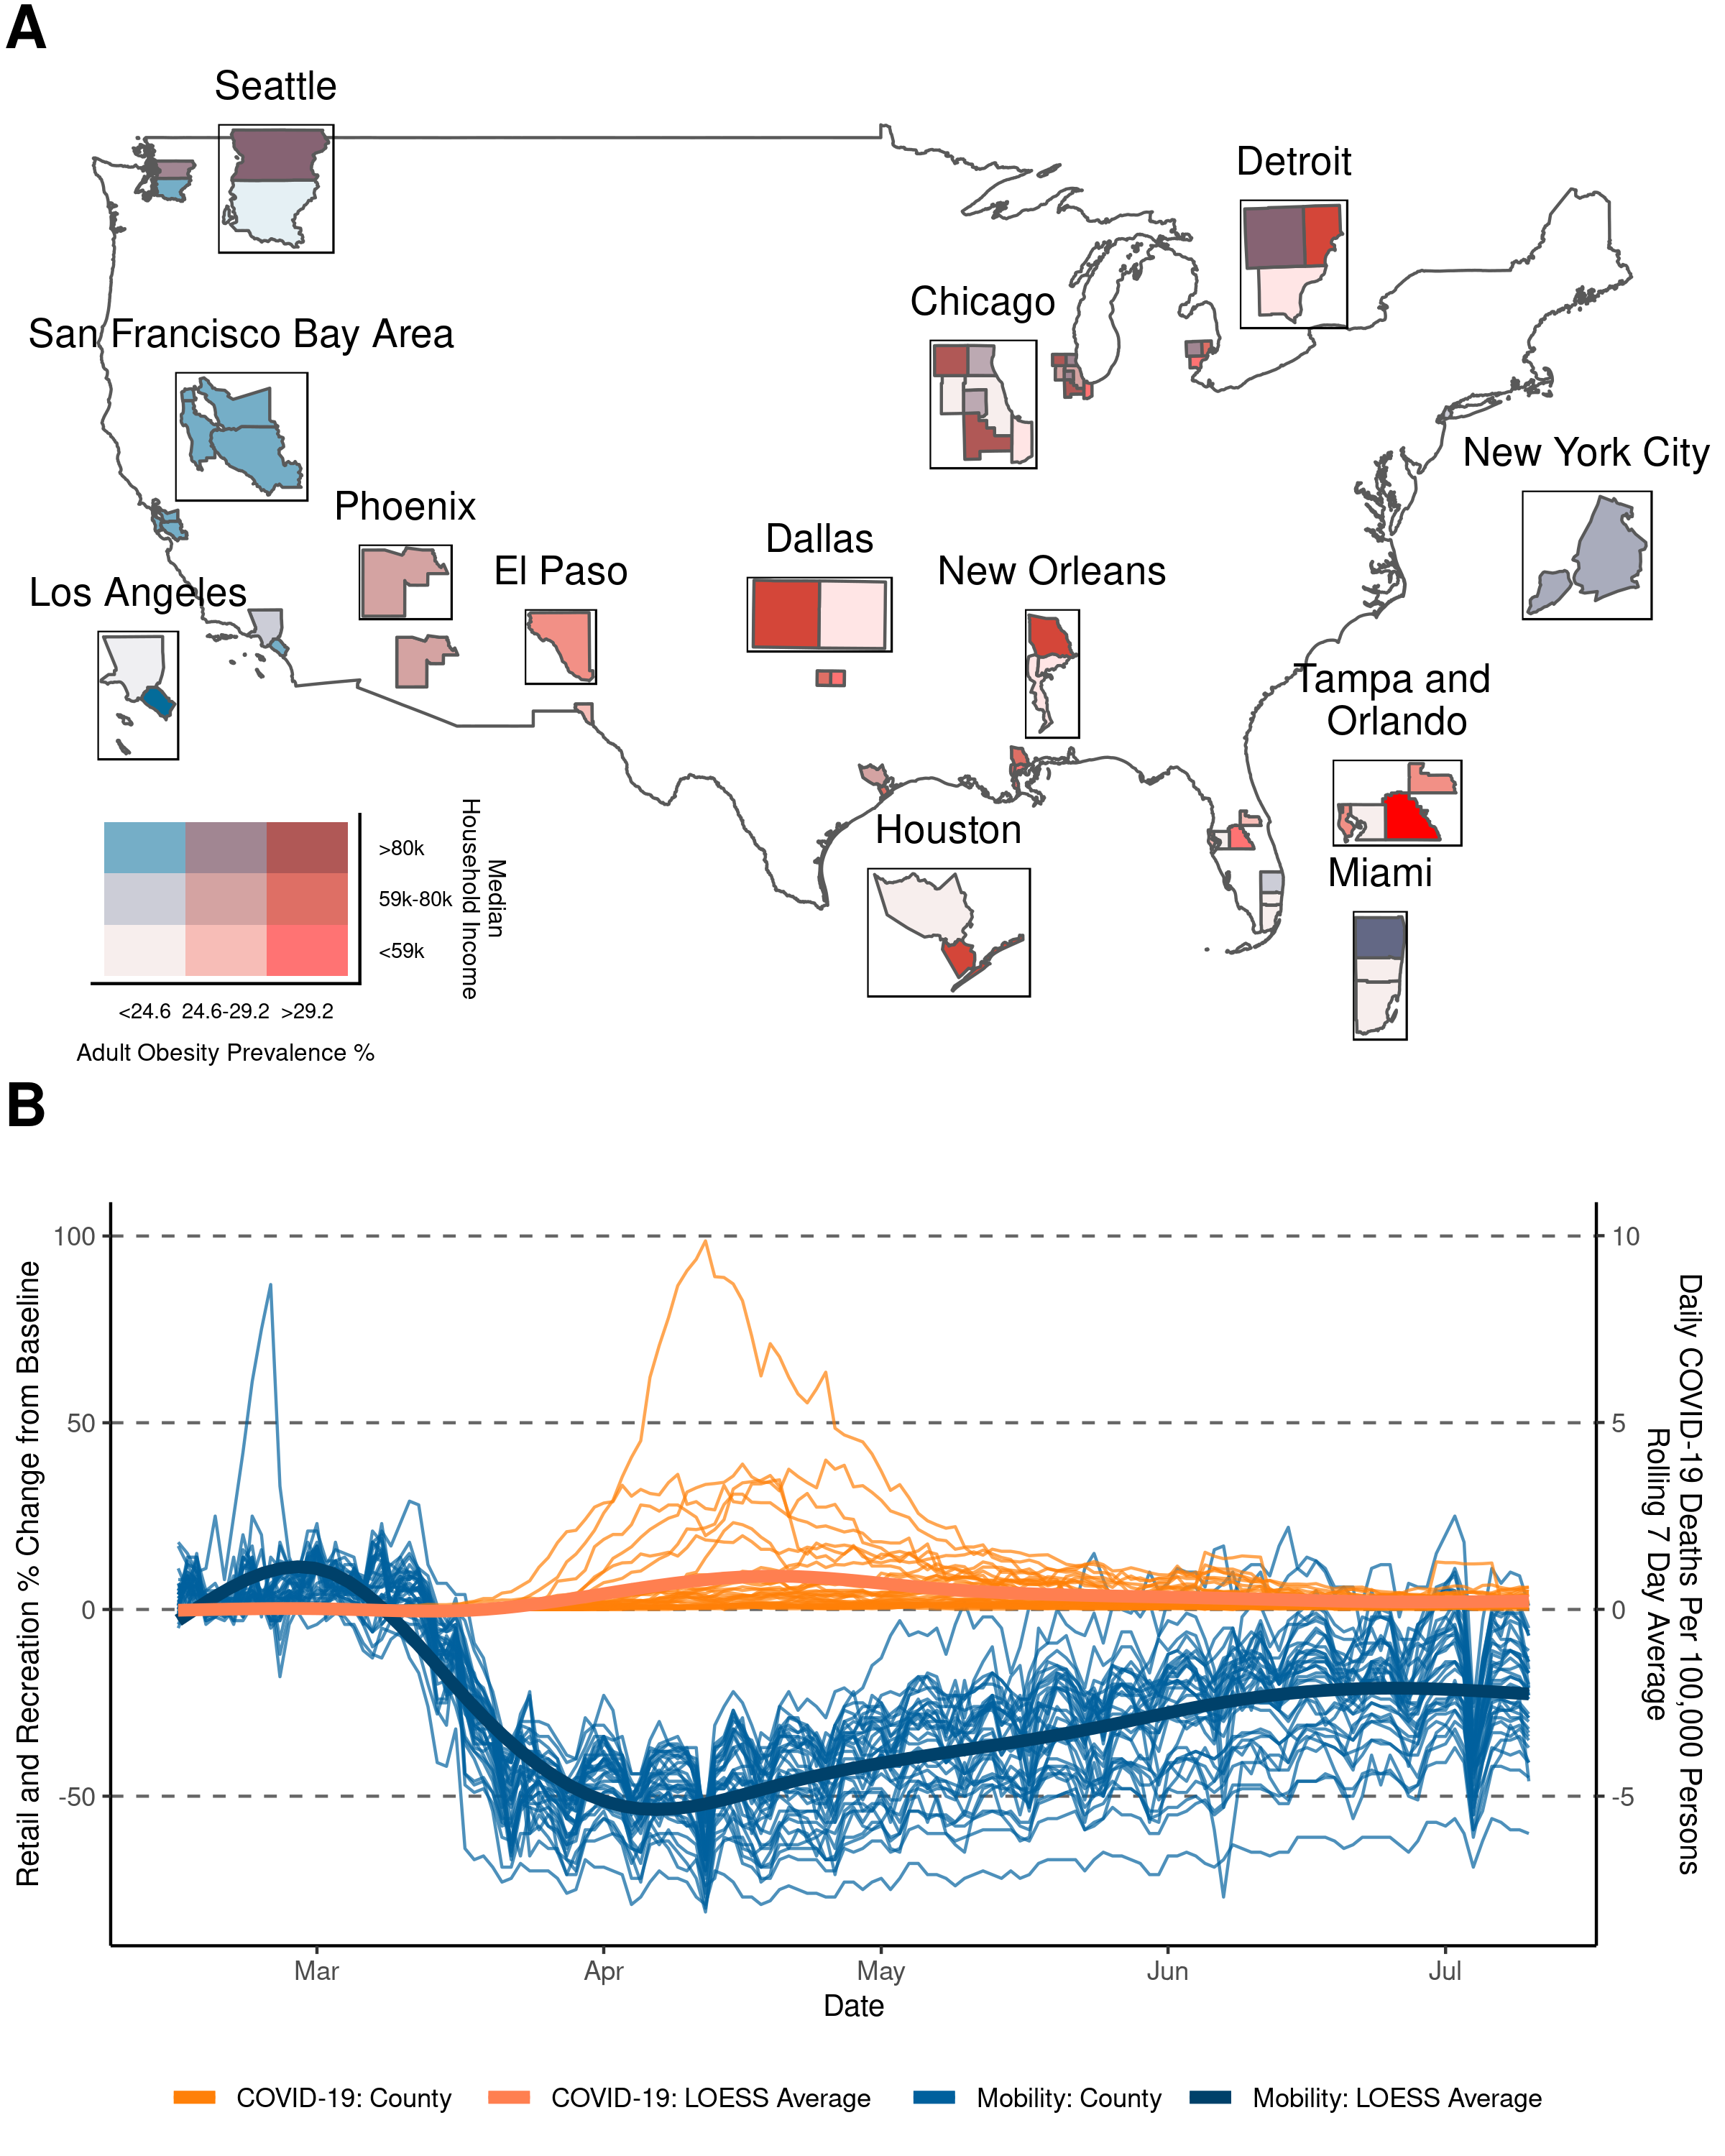 A
Seattle
Detroit
Chicago
San Francisco Bay Area
New York City
Phoenix
Dallas
El Paso
New Orleans
Los Angeles
Tampa and
Orlando
Houston
Miami
>80k
59k-80k
<59k
Median
Household Income
<24.6 24.6-29.2 >29.2
Adult Obesity Prevalence %
B
100
50
0
-50
10
5
0
-5
Retail and Recreation % Change from Baseline
Daily COVID-19 Deaths Per 100,000 Persons
Rolling 7 Day Average
Mar Apr May Jun Jul
Date
COVID-19: County COVID-19: LOESS Average Mobility: County Mobility: LOESS Average